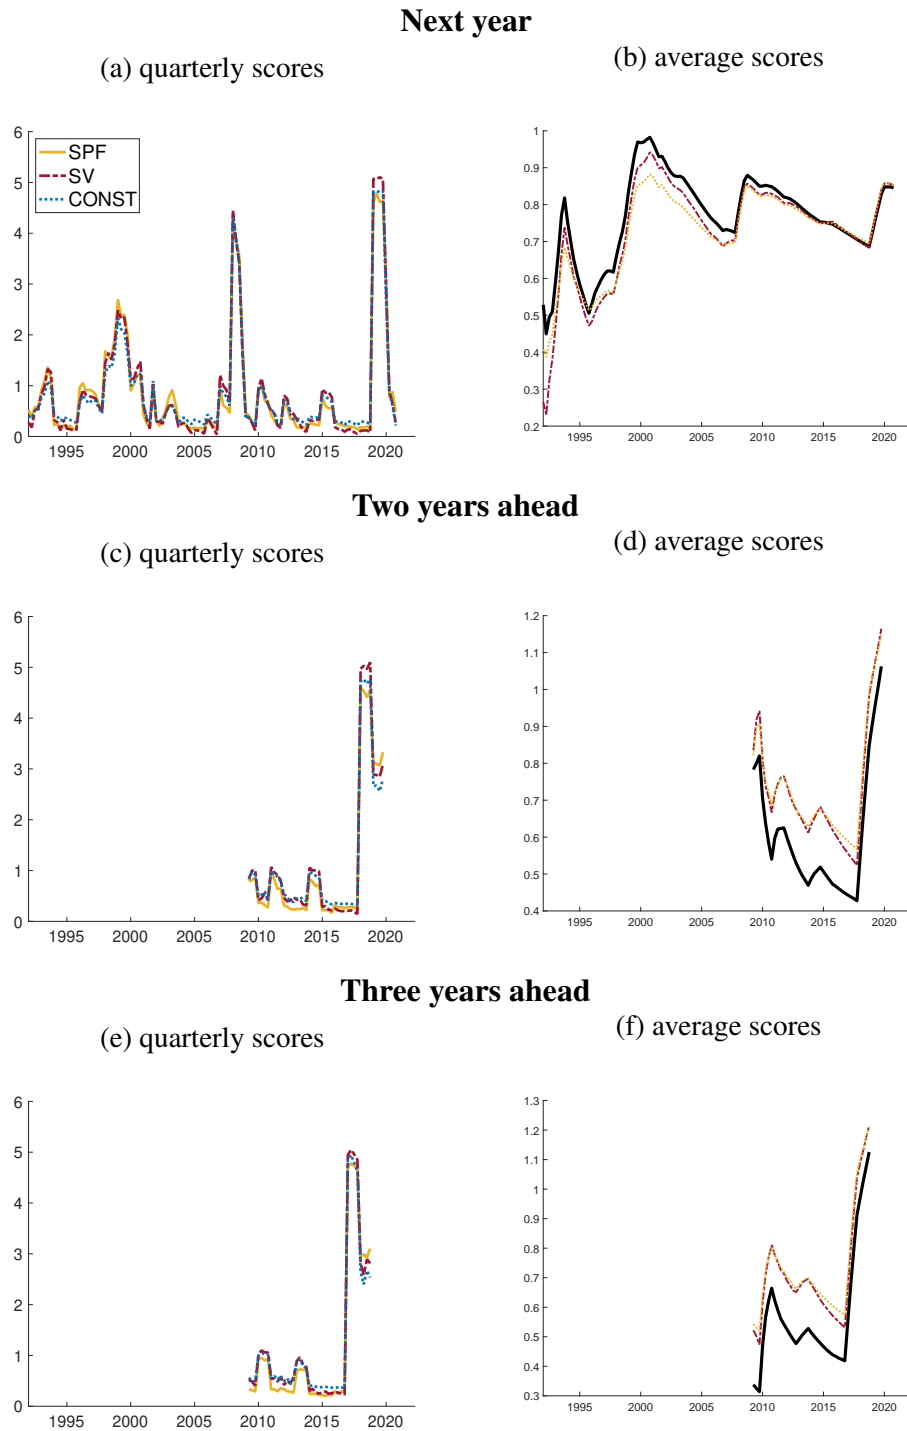 Next year
(a) quarterly scores
(b) average scores
6
5
4
3
2
1
0
SPF
SV
CONST
1995 2000 2005 2010 2015 2020
1
0.9
0.8
0.7
0.6
0.5
0.4
0.3
0.2
1995 2000 2005 2010 2015 2020
Two years ahead
(c) quarterly scores
(d) average scores
6
5
4
3
2
1
0
1995 2000 2005 2010 2015 2020
1.2
1.1
1
0.9
0.8
0.7
0.6
0.5
0.4
1995 2000 2005 2010 2015 2020
Three years ahead
(e) quarterly scores
(f) average scores
6
5
4
3
2
1
0
1995 2000 2005 2010 2015 2020
1.3
1.2
1.1
1
0.9
0.8
0.7
0.6
0.5
0.4
0.3
1995 2000 2005 2010 2015 2020